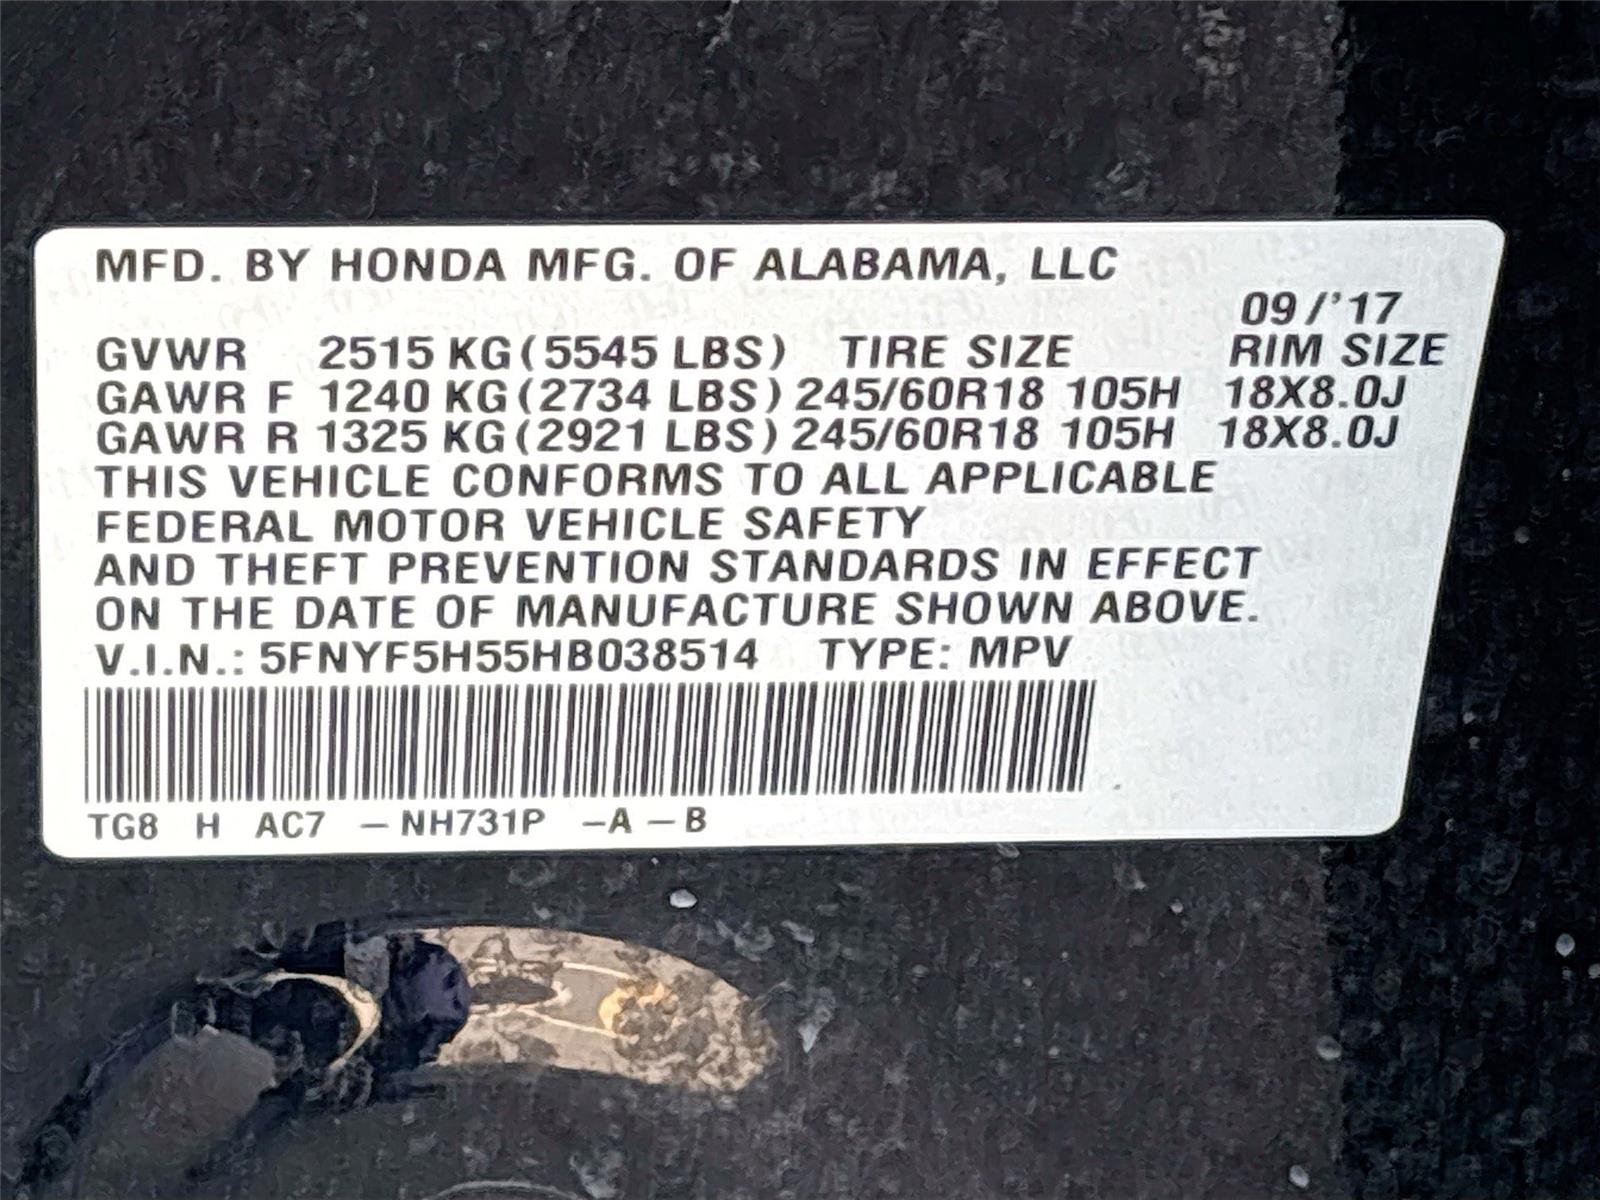 MFD. BY HONDA MFG. OF ALABAMA, LLC
09/'17
GVWR 2515 KG (5545 LBS) TIRE SIZE RIM SIZE
GAWR F 1240 KG (2734 LBS) 245/60R18 105H 18X8.0J
GAWR R 1325 KG (2921 LBS) 245/60R18 105H 18X8.0J
THIS VEHICLE CONFORMS TO ALL APPLICABLE
FEDERAL MOTOR VEHICLE SAFETY
AND THEFT PREVENTION STANDARDS IN EFFECT
ON THE DATE OF MANUFACTURE SHOWN ABOVE.
V.I.N.: 5FNYF5H55HB038514 TYPE: MPV
TG8 H AC7 – NH731P –A – B